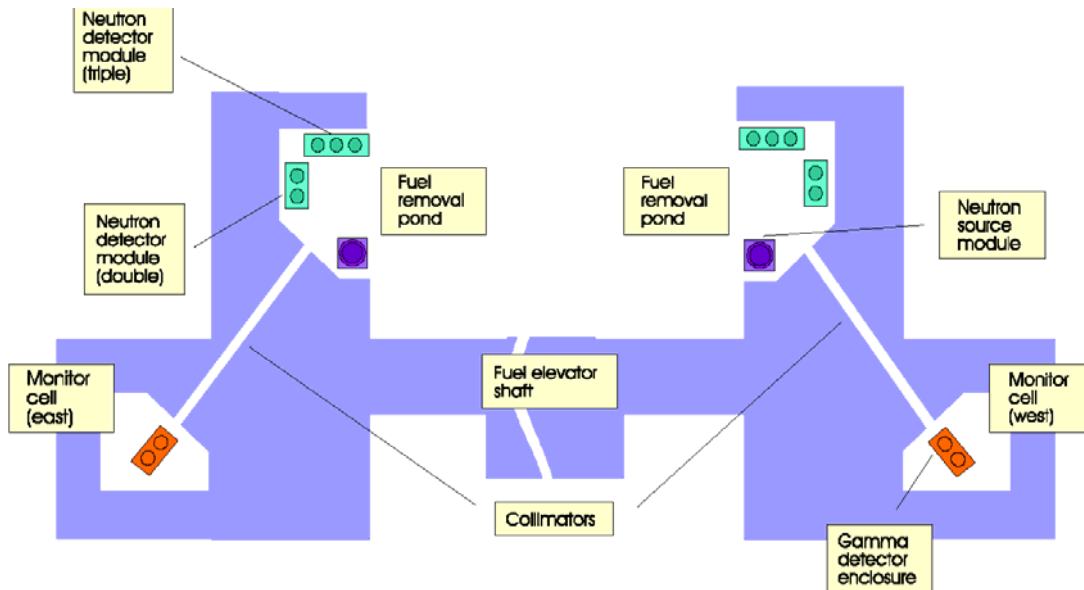 Neutron
detector
module
(triple)
Fuel
removal
pond
Fuel
removal
pond
Neutron
source
module
Neutron
detector
module
(double)
Monitor
cell
(east)
Fuel elevator
shaft
Monitor
cell
(west)
Collimators
Gamma
detector
enclosure